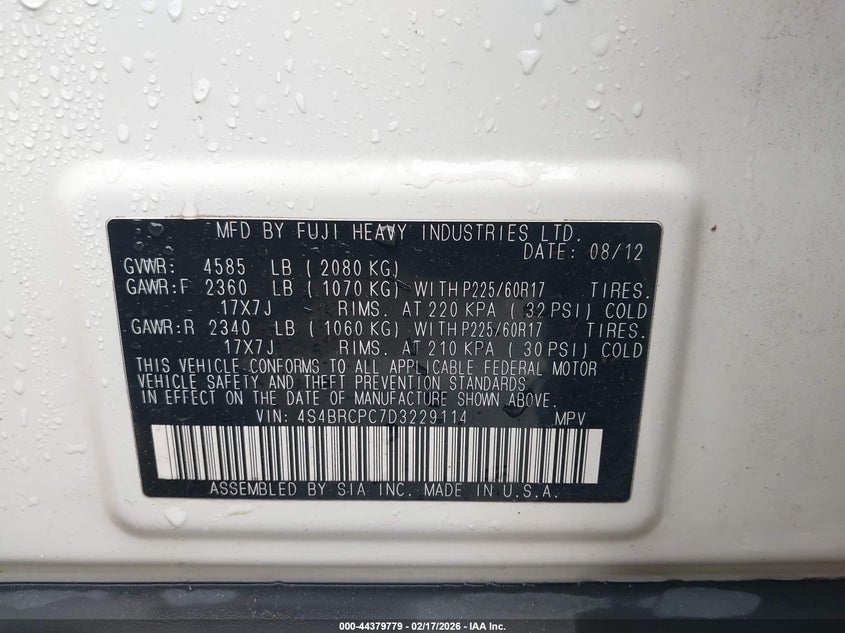 MFD BY FUJI HEAVY INDUSTRIES LTD.
DATE: 08/12
GVWR: 4585 LB ( 2080 KG)
GAWR:F 2360 LB ( 1070 KG) WITH P225/60R17 TIRES.
17X7J RIMS. AT 220 KPA ( 32 PSI) COLD
GAWR:R 2340 LB ( 1060 KG) WITH P225/60R17 TIRES.
17X7J RIMS. AT 210 KPA ( 30 PSI) COLD
THIS VEHICLE CONFORMS TO ALL APPLICABLE FEDERAL MOTOR
VEHICLE SAFETY AND THEFT PREVENTION STANDARDS
IN EFFECT ON THE DATE OF MANUFACTURE SHOWN ABOVE.
VIN: 4S4BRCPC7D3229114 MPV
ASSEMBLED BY SIA INC. MADE IN U.S.A.
000-44379779 - 02/17/2026 - IAA Inc.